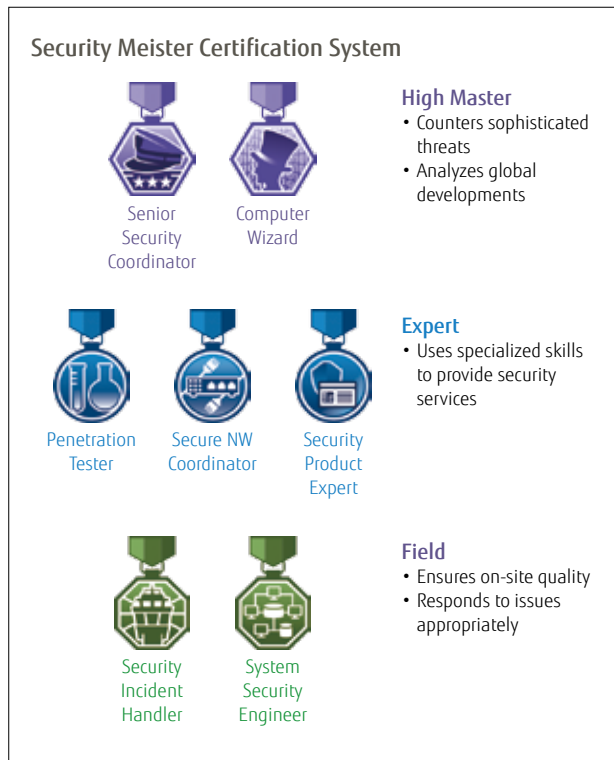 Security Meister Certification System
High Master
• Counters sophisticated
threats
• Analyzes global
developments
Senior
Security
Coordinator
Computer
Wizard
Expert
• Uses specialized skills
to provide security
services
Penetration
Tester
Secure NW
Coordinator
Security
Product
Expert
Field
• Ensures on-site quality
• Responds to issues
appropriately
Security
Incident
Handler
System
Security
Engineer